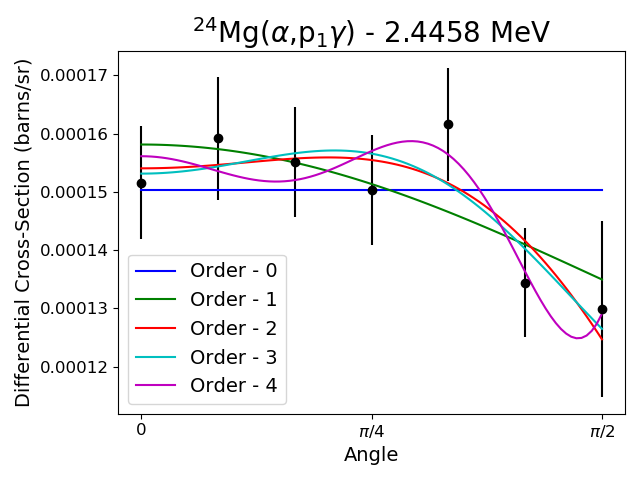 ²⁴Mg(α,p₁γ) - 2.4458 MeV
Differential Cross-Section (barns/sr)
0.00017
0.00016
0.00015
0.00014
0.00013
0.00012
Order - 0
Order - 1
Order - 2
Order - 3
Order - 4
0
π/4
π/2
Angle